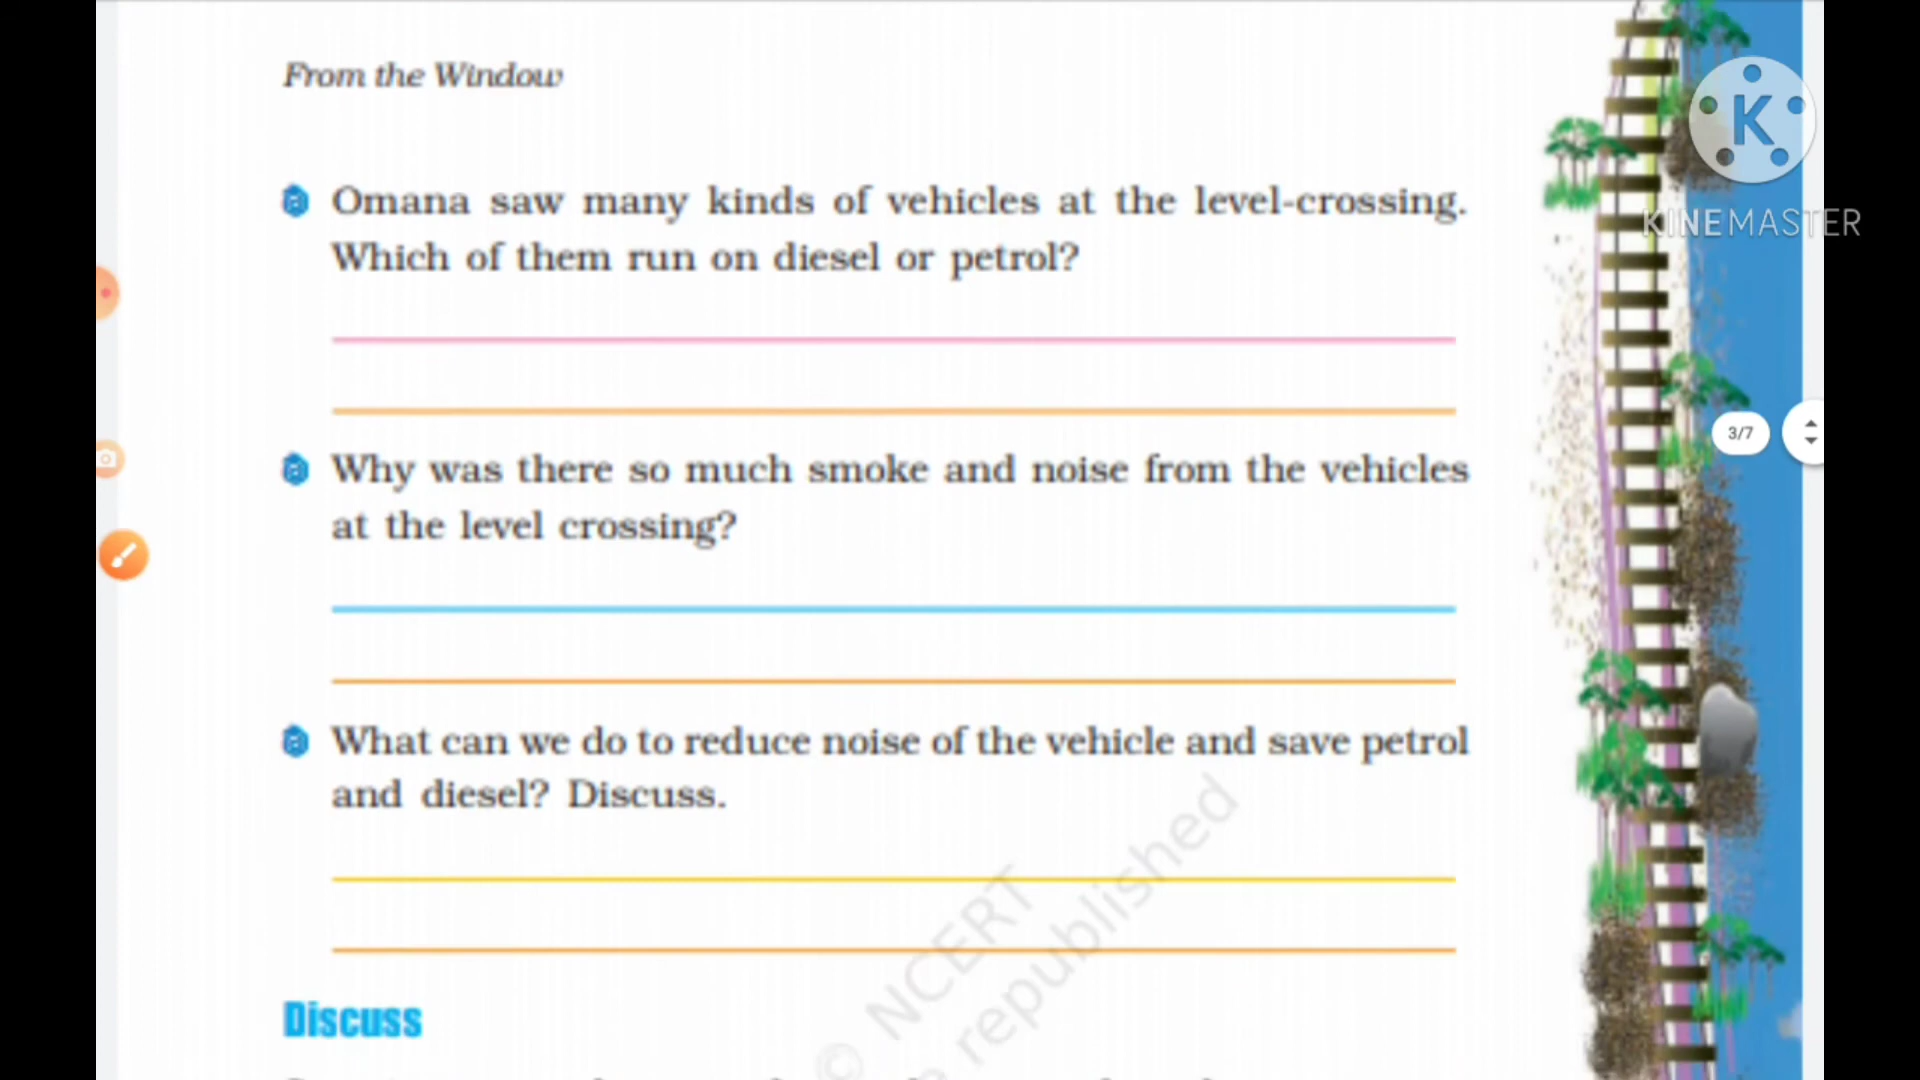 From the Window
Omana saw many kinds of vehicles at the level-crossing.
Which of them run on diesel or petrol?
Why was there so much smoke and noise from the vehicles
at the level crossing?
What can we do to reduce noise of the vehicle and save petrol
and diesel? Discuss.
Discuss
K
KINEMASTER
3/7
© NCERT
republished